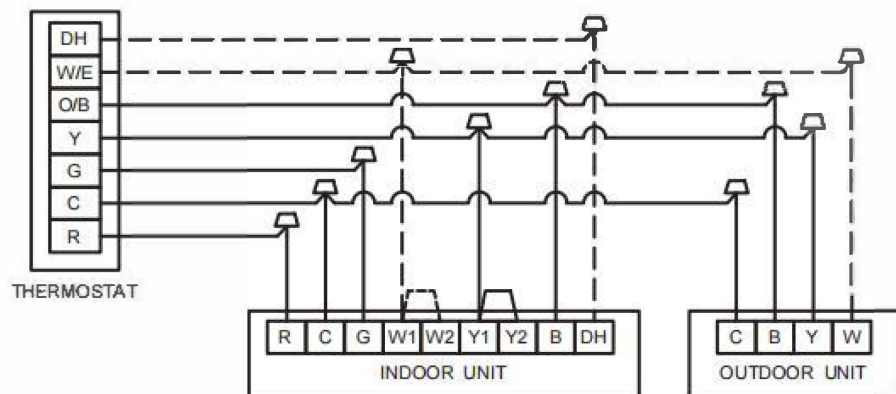 DH
W/E
O/B
Y
G
C
R
THERMOSTAT
R C G W1 W2 Y1 Y2 B DH
INDOOR UNIT
C B Y W
OUTDOOR UNIT